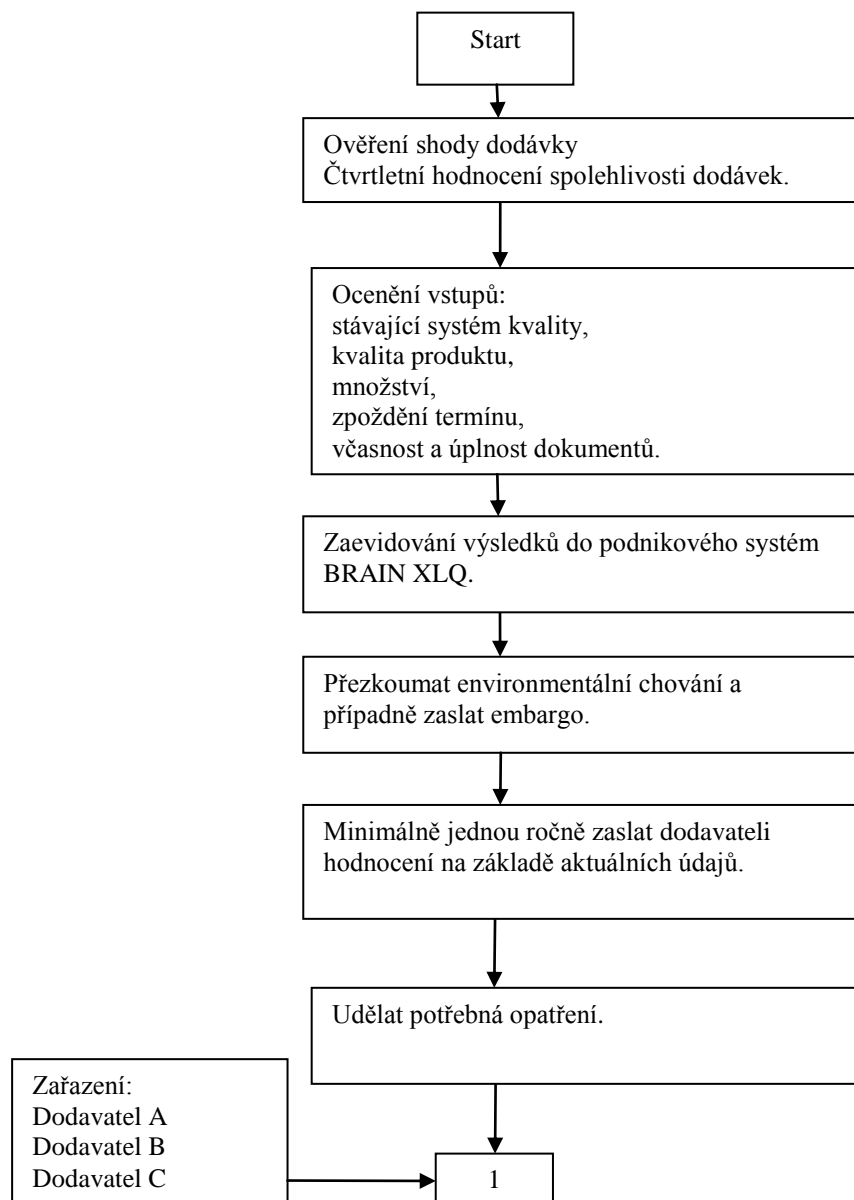 Start
Ověření shody dodávky
Čtvrtletní hodnocení spolehlivosti dodávek.
Ocenění vstupů:
stávající systém kvality,
kvalita produktu,
množství,
zpoždění termínu,
včasnost a úplnost dokumentů.
Zaevidování výsledků do podnikového systém
BRAIN XLQ.
Přezkoumat environmentální chování a
případně zaslat embargo.
Minimálně jednou ročně zaslat dodavateli
hodnocení na základě aktuálních údajů.
Udělat potřebná opatření.
Zařazení:
Dodavatel A
Dodavatel B
Dodavatel C
1